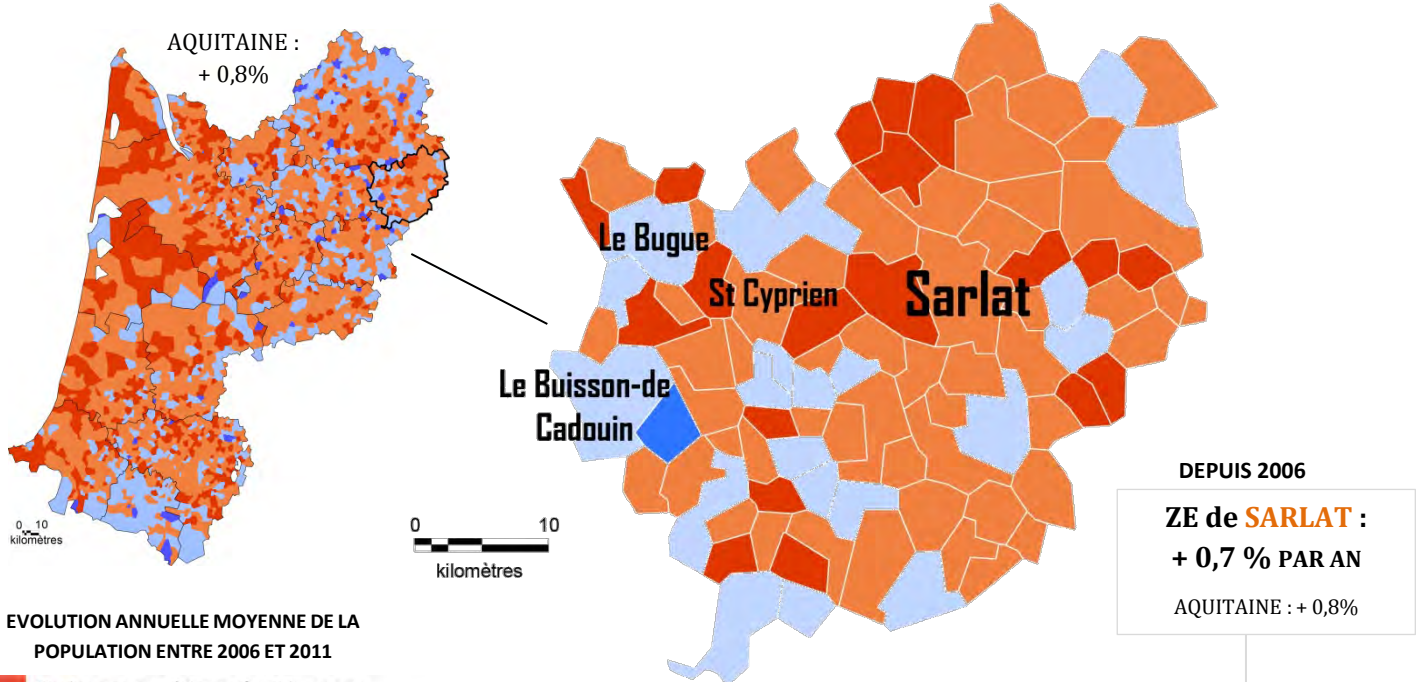 AQUITAINE :
+ 0,8%
Le Bugue
St Cyprien
Sarlat
Le Buisson-de
Cadouin
DEPUIS 2006
ZE de SARLAT :
+ 0,7 % PAR AN
AQUITAINE : + 0,8%
0 10
kilomètres
0 10
kilomètres
EVOLUTION ANNUELLE MOYENNE DE LA
POPULATION ENTRE 2006 ET 2011